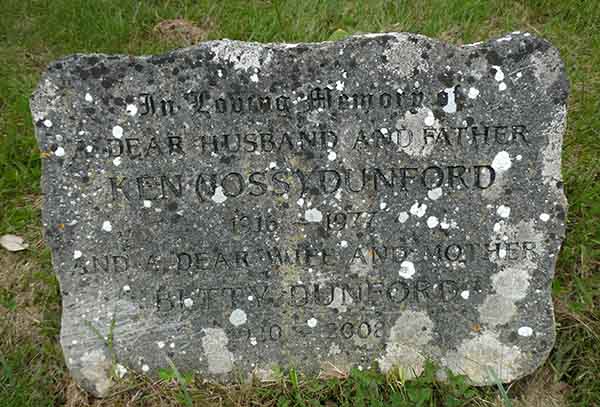 In Loving Memory of
A DEAR HUSBAND AND FATHER
KEN (JOSS) DUNFORD
1916 - 1977
AND A DEAR WIFE AND MOTHER
BETTY DUNFORD
- 2008